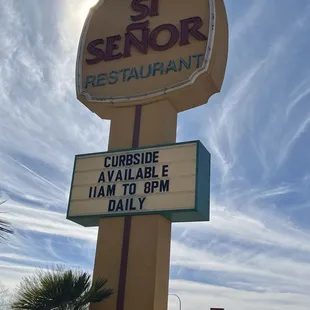 SI
SEÑOR
RESTAURANT
CURBSIDE
AVAILABLE
11AM TO 8PM
DAILY